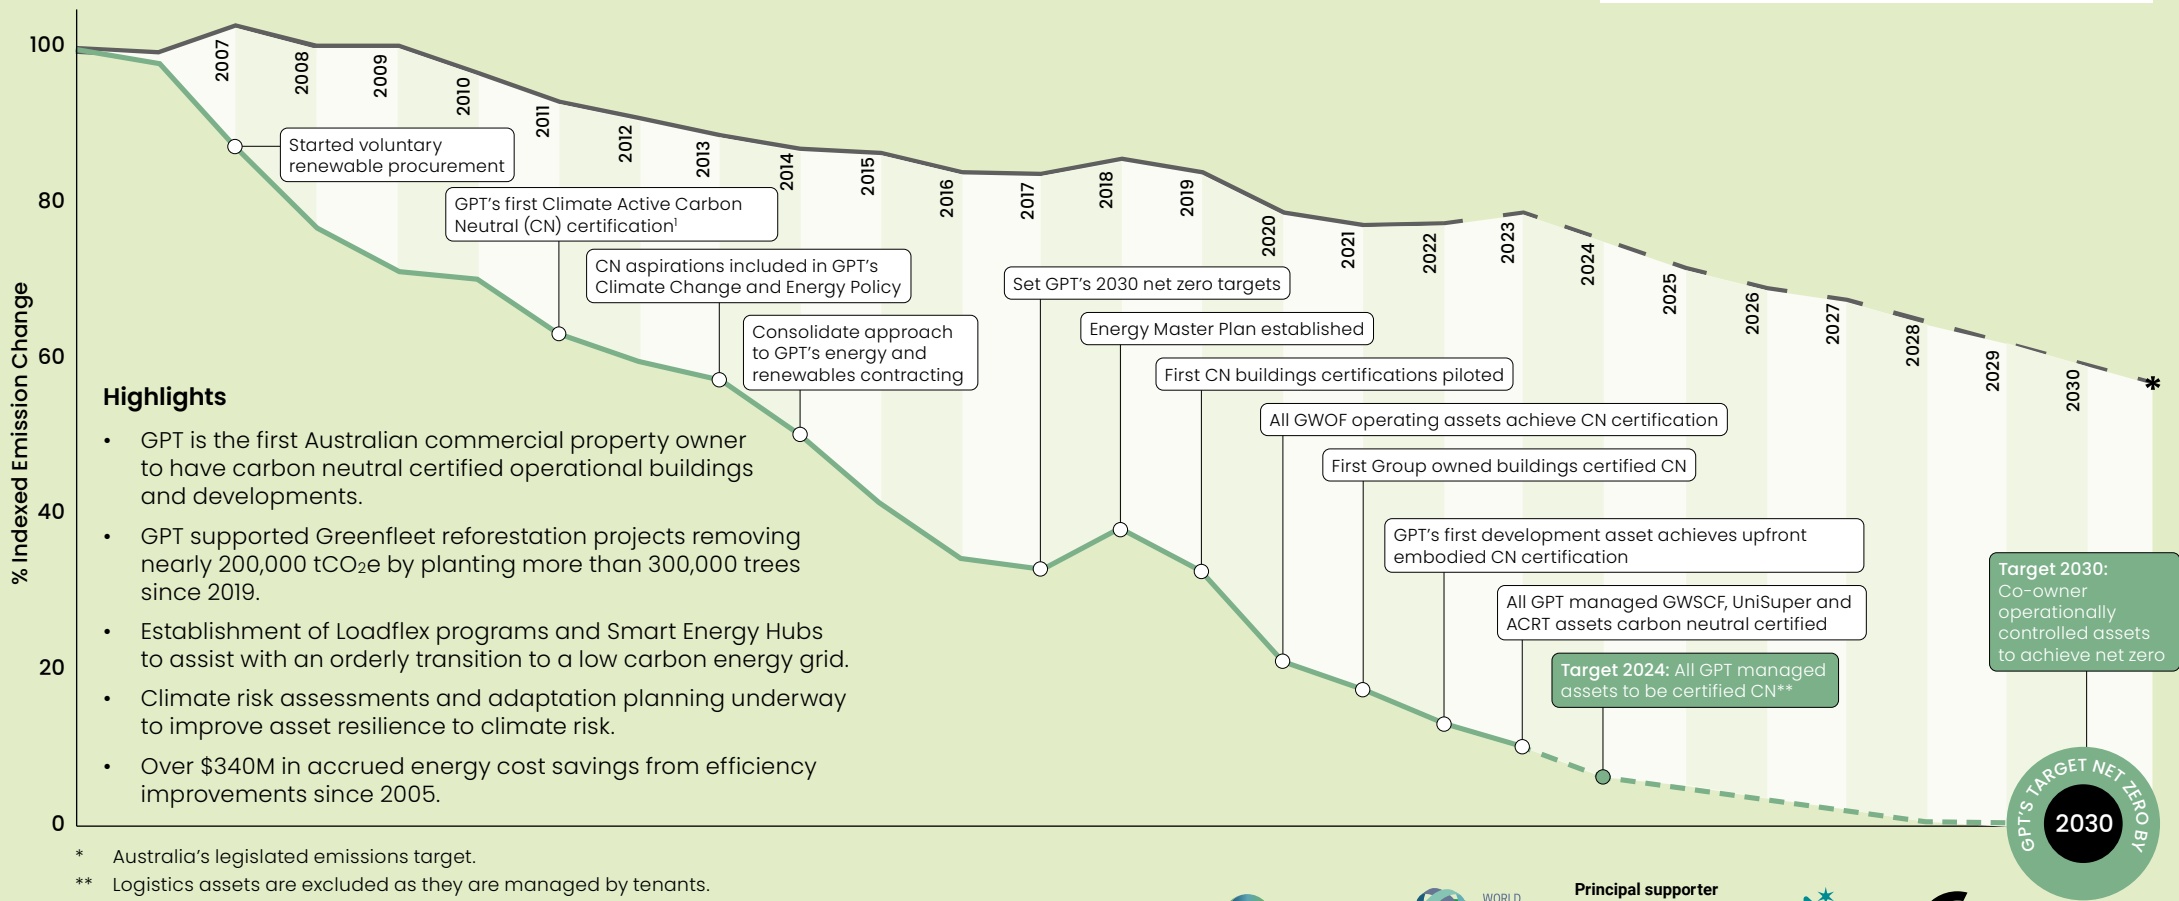 100
80
60
40
20
0
% Indexed Emission Change
2007
2008
2009
2010
2011
2012
2013
2014
2015
2016
2017
2018
2019
2020
2021
2022
2023
2024
2025
2026
2027
2028
2029
2030
*
Started voluntary
renewable procurement
GPT's first Climate Active Carbon
Neutral (CN) certification¹
CN aspirations included in GPT's
Climate Change and Energy Policy
Consolidate approach
to GPT's energy and
renewables contracting
Set GPT's 2030 net zero targets
Energy Master Plan established
First CN buildings certifications piloted
All GWOF operating assets achieve CN certification
First Group owned buildings certified CN
GPT's first development asset achieves upfront
embodied CN certification
All GPT managed GWSCF, UniSuper and
ACRT assets carbon neutral certified
Target 2024: All GPT managed
assets to be certified CN**
Target 2030:
Co-owner
operationally
controlled assets
to achieve net zero
GPT'S TARGET NET ZERO BY
2030
Highlights
• GPT is the first Australian commercial property owner
to have carbon neutral certified operational buildings
and developments.
• GPT supported Greenfleet reforestation projects removing
nearly 200,000 tCO₂e by planting more than 300,000 trees
since 2019.
• Establishment of Loadflex programs and Smart Energy Hubs
to assist with an orderly transition to a low carbon energy grid.
• Climate risk assessments and adaptation planning underway
to improve asset resilience to climate risk.
• Over $340M in accrued energy cost savings from efficiency
improvements since 2005.
* Australia's legislated emissions target.
** Logistics assets are excluded as they are managed by tenants.
WORLD
Principal supporter